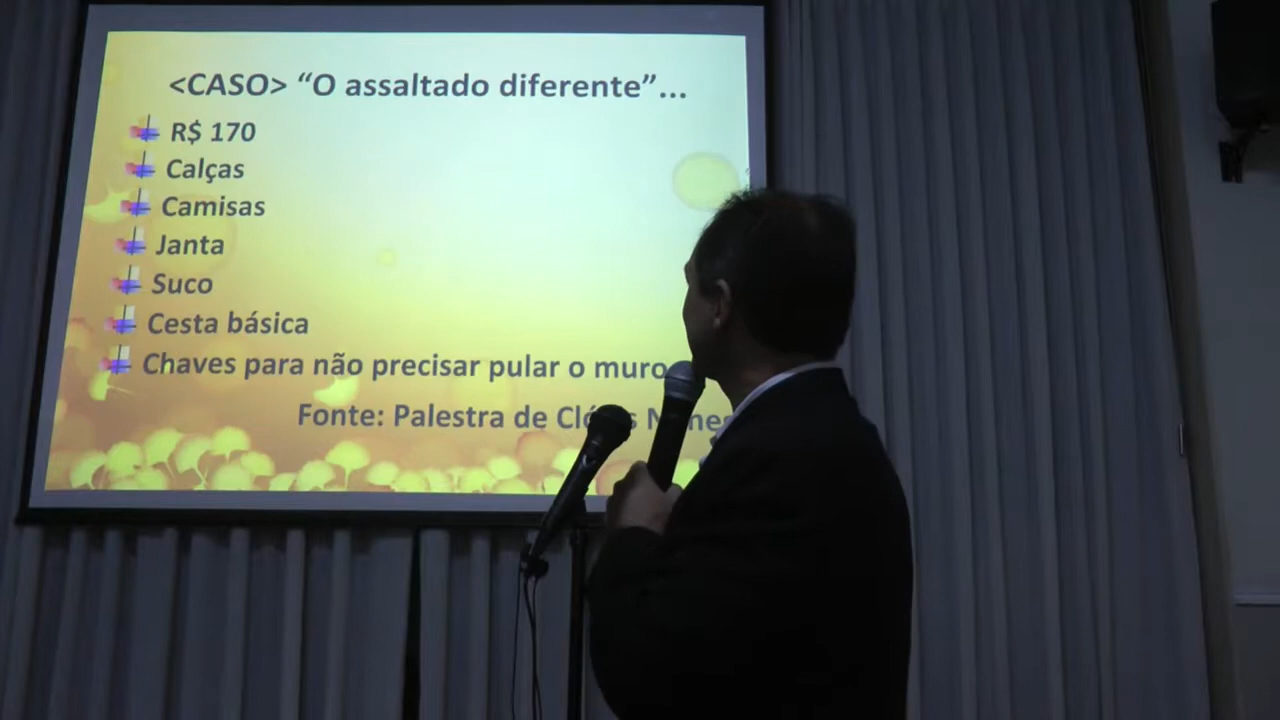 <CASO> “O assaltado diferente”...
R$ 170
Calças
Camisas
Janta
Suco
Cesta básica
Chaves para não precisar pular o muro
Fonte: Palestra de